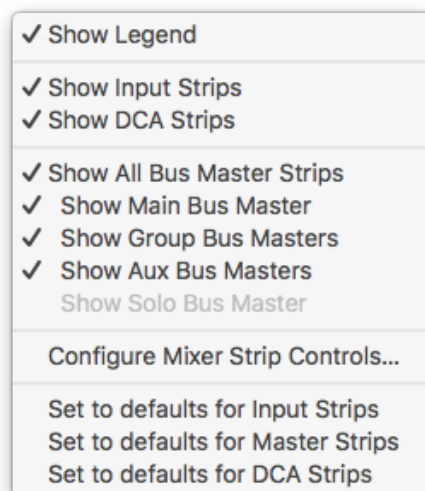 ✓ Show Legend
✓ Show Input Strips
✓ Show DCA Strips
✓ Show All Bus Master Strips
✓ Show Main Bus Master
✓ Show Group Bus Masters
✓ Show Aux Bus Masters
Show Solo Bus Master
Configure Mixer Strip Controls...
Set to defaults for Input Strips
Set to defaults for Master Strips
Set to defaults for DCA Strips